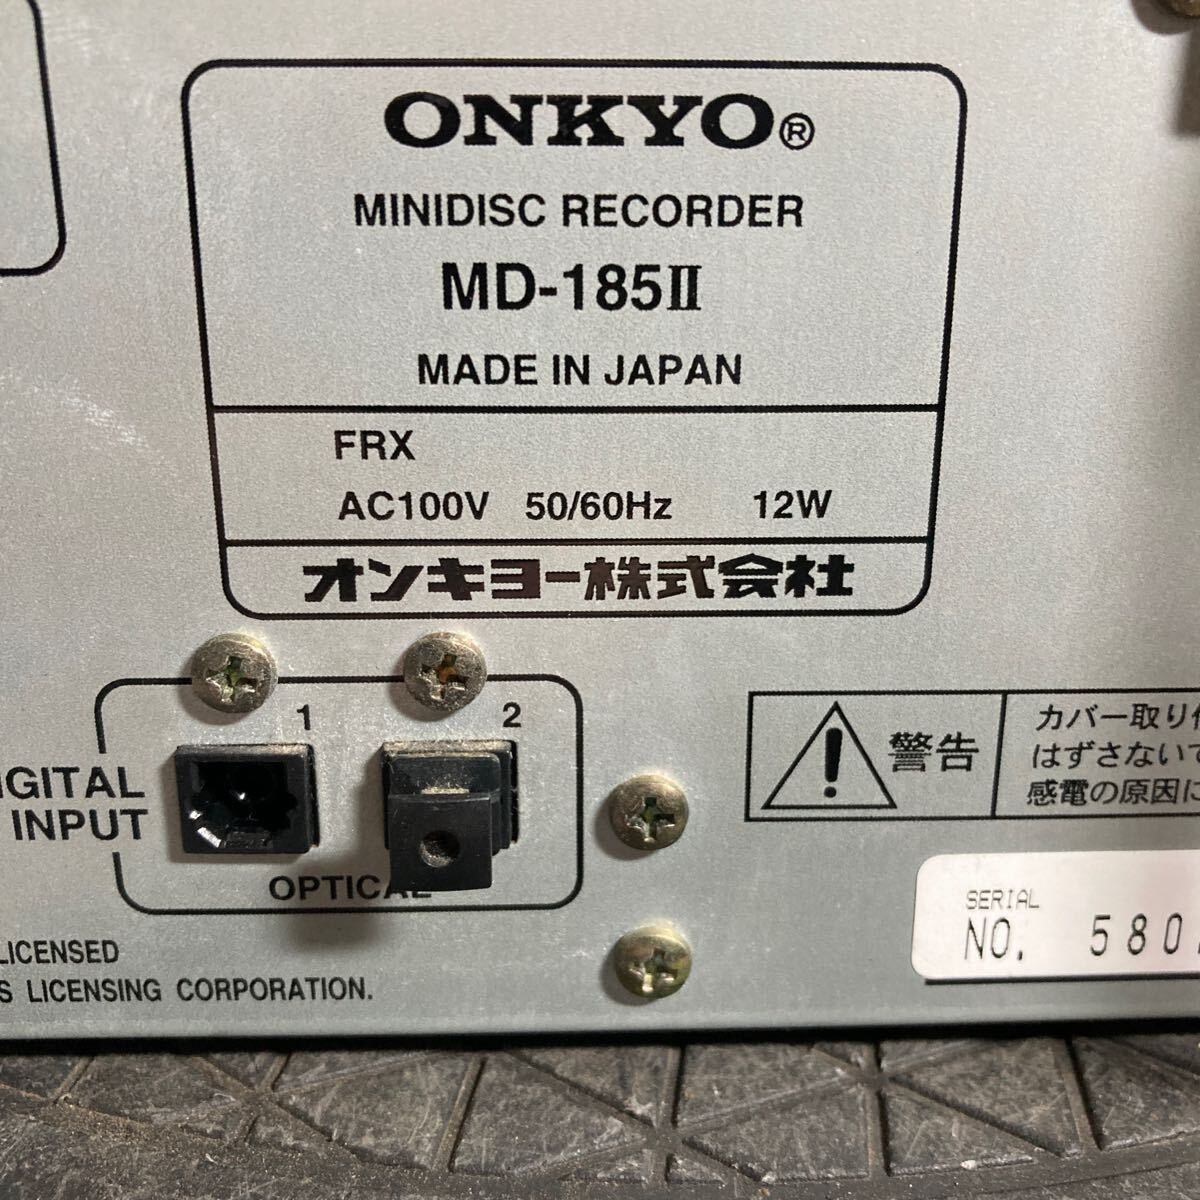 ONKYO®
MINIDISC RECORDER
MD-185II
MADE IN JAPAN
FRX
AC100V 50/60Hz 12W
オンキヨー株式会社
1 2
DIGITAL
INPUT
OPTICAL
警告
カバー取り
はずさないで
感電の原因に
SERIAL
NO. 580
LICENSED
LICENSING CORPORATION.